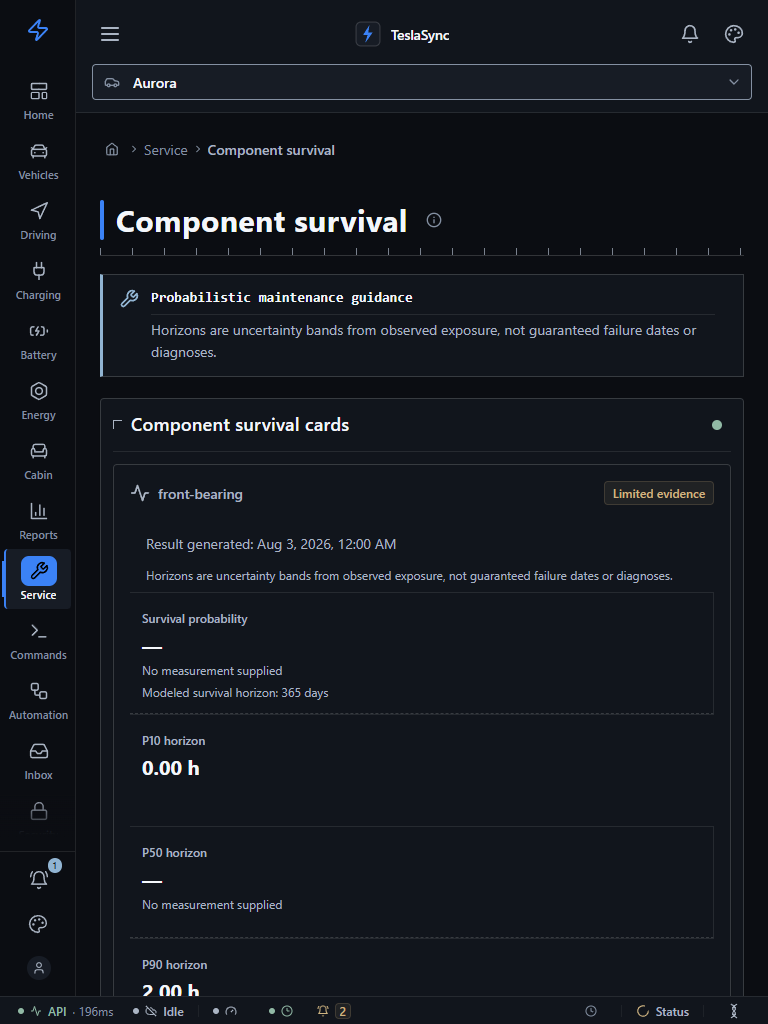 TeslaSync
Aurora
Home
Vehicles
Driving
Charging
Battery
Energy
Cabin
Reports
Service
Commands
Automation
Inbox
1
Service
Component survival
Component survival
Probabilistic maintenance guidance
Horizons are uncertainty bands from observed exposure, not guaranteed failure dates or
diagnoses.
Component survival cards
front-bearing
Limited evidence
Result generated: Aug 3, 2026, 12:00 AM
Horizons are uncertainty bands from observed exposure, not guaranteed failure dates or diagnoses.
Survival probability
—
No measurement supplied
Modeled survival horizon: 365 days
P10 horizon
0.00 h
P50 horizon
—
No measurement supplied
P90 horizon
2.00 h
API · 196ms
Idle
2
Status